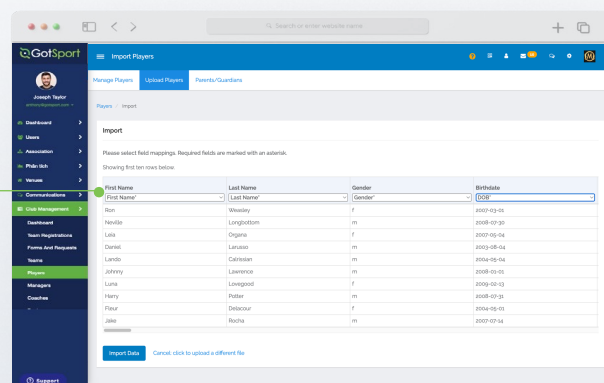 Search or enter website name
GotSport
Import Players
Joseph Taylor
Manage Players
Upload Players
Parents/Guardians
Players / Import
Dashboard
Users
Association
Phân tích
Venues
Communications
Club Management
Dashboard
Team Registrations
Forms And Requests
Teams
Players
Managers
Coaches
Support
Import
Please select field mappings. Required fields are marked with an asterisk.
Showing first ten rows below
First Name Last Name Gender Birthdate
First Name* Last Name* Gender* DOB*
Ron Weasley f 2007-03-01
Neville Longbottom m 2008-07-30
Leia Organa f 2007-05-04
Daniel Larusso m 2003-08-04
Lando Calrissian m 2004-05-04
Johnny Lawrence m 2008-01-01
Luna Lovegood f 2009-02-13
Harry Potter m 2008-07-31
Fleur Delacour f 2004-05-01
Jake Rocha m 2007-07-14
Import Data
Cancel, click to upload a different file